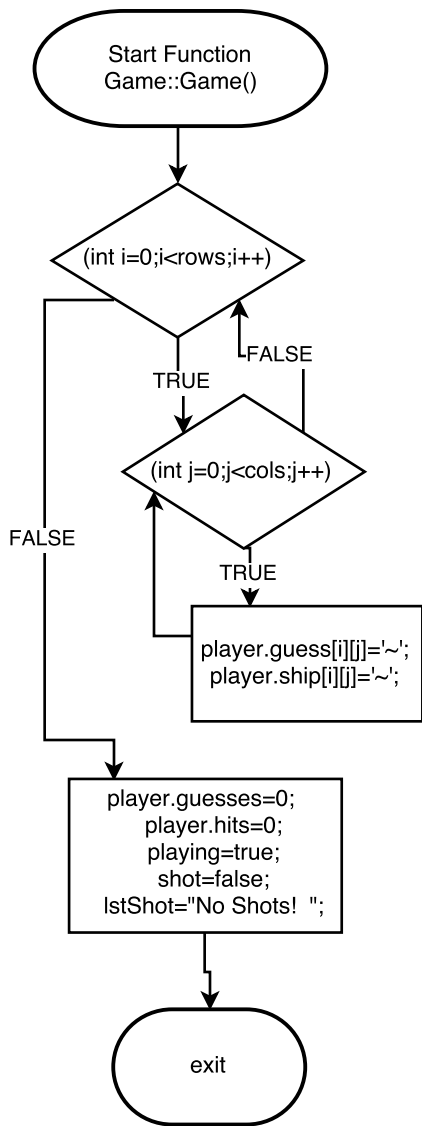 Start Function
Game::Game()
(int i=0;i<rows;i++)
FALSE
TRUE
(int j=0;j<cols;j++)
FALSE
TRUE
player.guess[i][j]='~';
player.ship[i][j]='~';
player.guesses=0;
player.hits=0;
playing=true;
shot=false;
lstShot="No Shots!  ";
exit